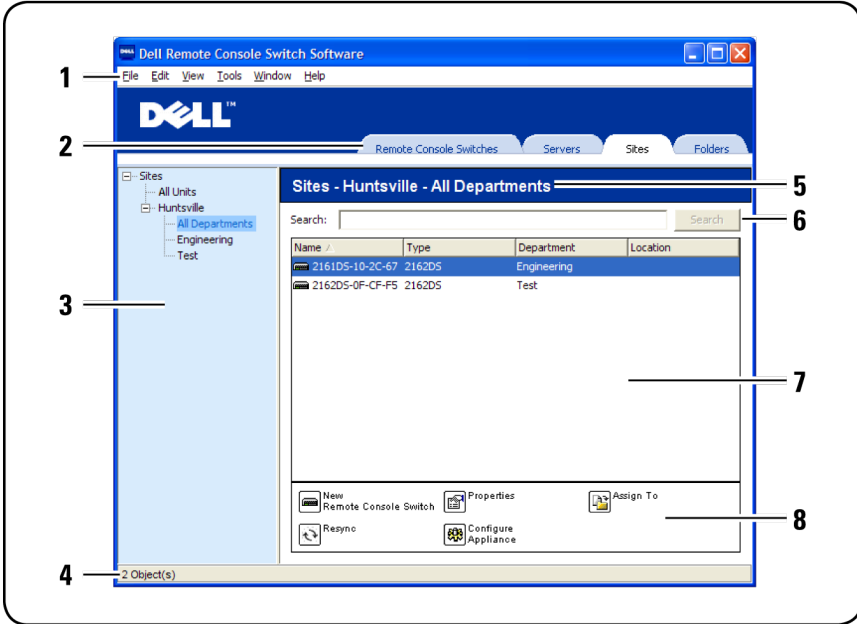 DELL Dell Remote Console Switch Software
1
File Edit View Tools Window Help
DELL™
2
Remote Console Switches Servers Sites Folders
Sites
All Units
Huntsville
All Departments
Engineering
Test
3
Sites - Huntsville - All Departments
5
Search: Search
6
Name Type Department Location
2161DS-10-2C-67 2162DS Engineering
2162DS-0F-CF-F5 2162DS Test
7
New
Remote Console Switch
Properties
Assign To
Resync
Configure
Appliance
8
4
2 Object(s)